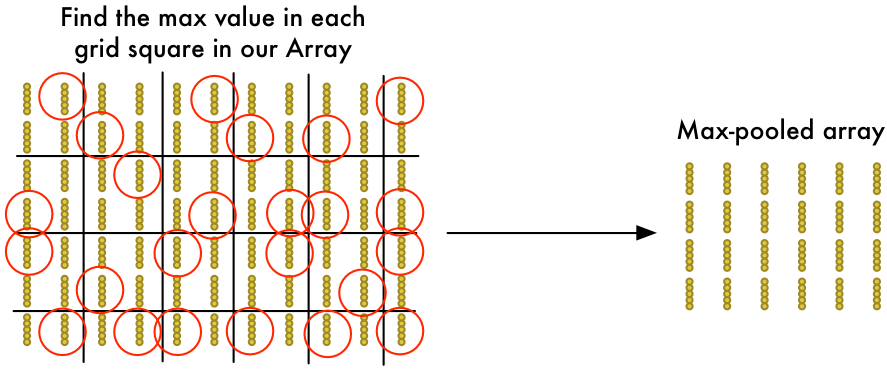 Find the max value in each
grid square in our Array
Max-pooled array